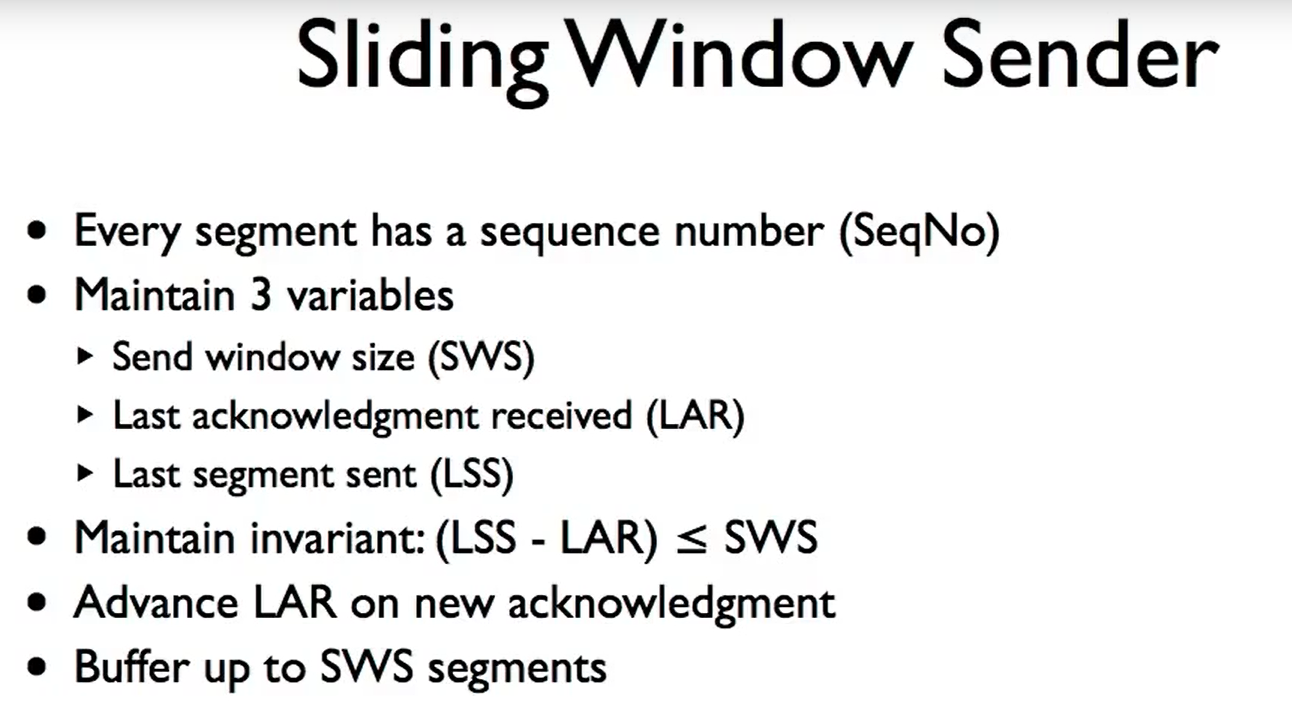 Sliding Window Sender
• Every segment has a sequence number (SeqNo)
• Maintain 3 variables
‣ Send window size (SWS)
‣ Last acknowledgment received (LAR)
‣ Last segment sent (LSS)
• Maintain invariant: (LSS - LAR) ≤ SWS
• Advance LAR on new acknowledgment
• Buffer up to SWS segments